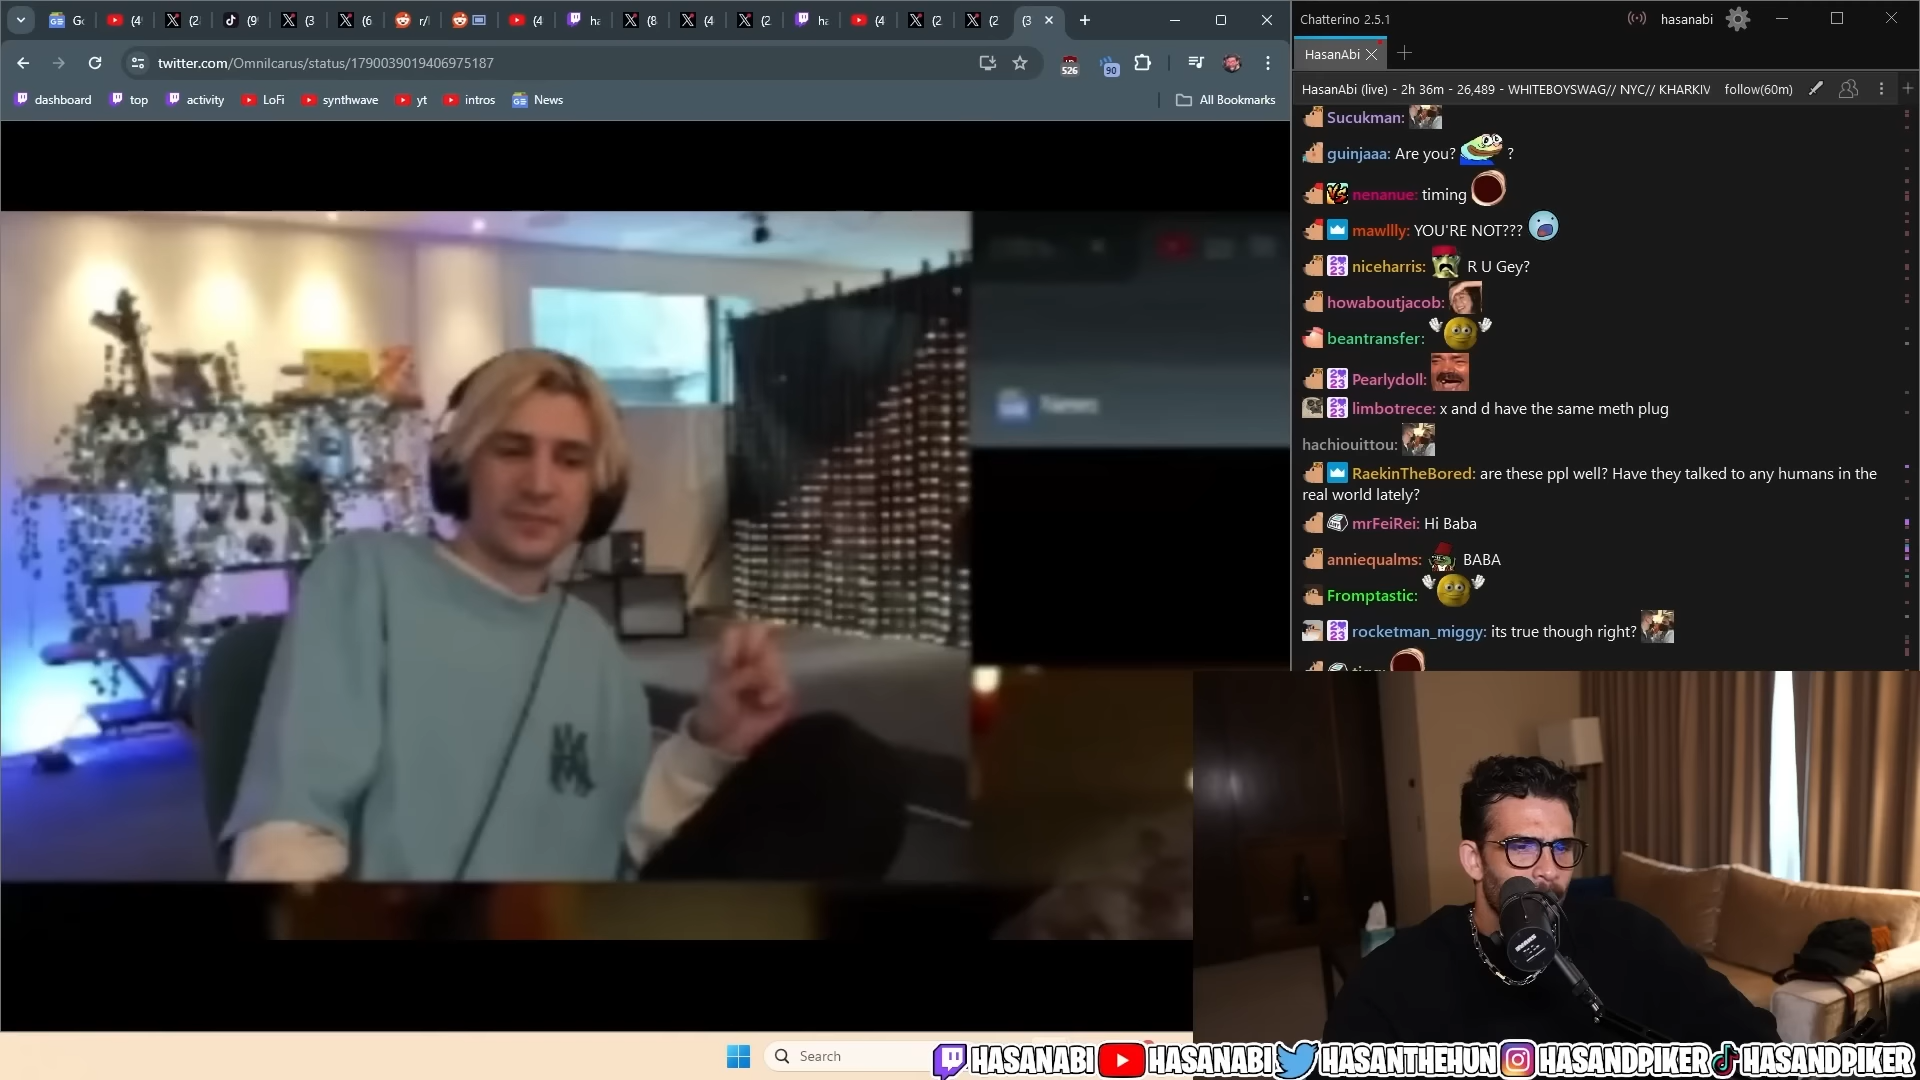 Chatterino 2.5.1
hasanabi
twitter.com/OmniIcarus/status/1790039019406975187
526
90
HasanAbi
dashboard
top
activity
LoFi
synthwave
yt
intros
News
All Bookmarks
HasanAbi (live) - 2h 36m - 26,489 - WHITEBOYSWAG// NYC// KHARKIV
follow(60m)
Sucukman:
guinjaaa: Are you? ?
nenanue: timing
mawllly: YOU'RE NOT???
niceharris: R U Gey?
howaboutjacob:
beantransfer:
Pearlydoll:
limbotrece: x and d have the same meth plug
hachiouittou:
RaekinTheBored: are these ppl well? Have they talked to any humans in the
real world lately?
mrFeiRei: Hi Baba
anniequalms: BABA
Fromptastic:
rocketman_miggy: its true though right?
Search
HASANABI HASANABI HASANTHEHUN HASANDPIKER HASANDPIKER